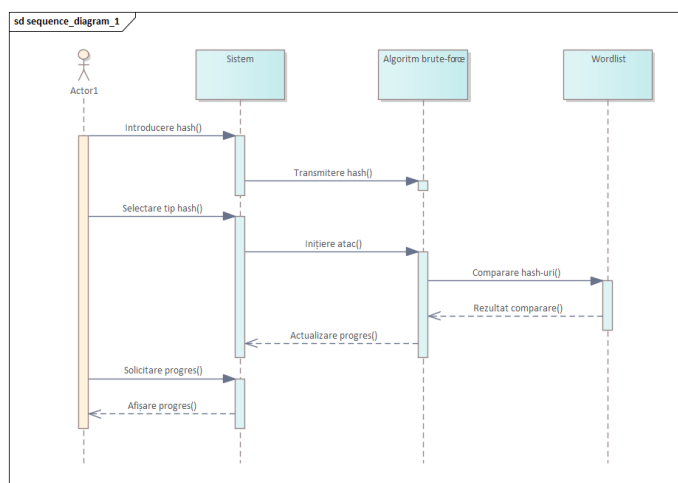 sd sequence_diagram_1
Actor1
Sistem
Algoritm brute-force
Wordlist
Introducere hash()
Transmitere hash()
Selectare tip hash()
Inițiere atac()
Comparare hash-uri()
Rezultat comparare()
Actualizare progres()
Solicitare progres()
Afișare progres()